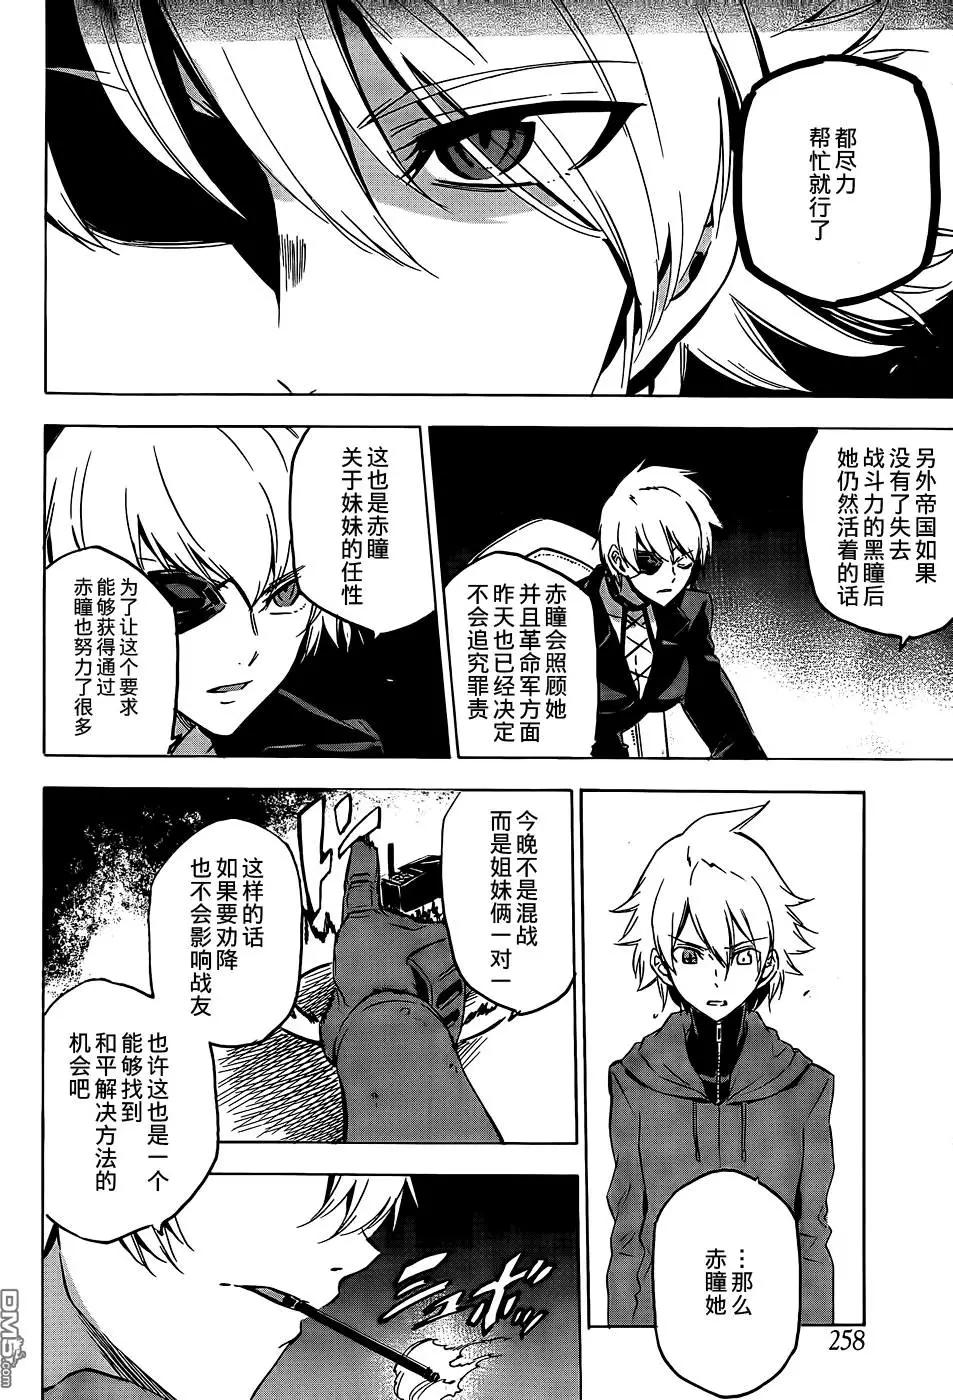 都尽力
帮忙就行了
另外帝国如果
没有了失去
战斗力的黑瞳后
她仍然活着的话
赤瞳会照顾她
并且革命军方面
昨天也已经决定
不会追究罪责
这也是赤瞳
关于妹妹的任性
为了让这个要求
能够获得通过
赤瞳也努力了很多
…那么
赤瞳她
今晚不是混战
而是姐妹俩一对一
这样的话
如果要劝降
也不会影响战友
也许这也是一个
能够找到
和平解决方法的
机会吧
シュボ
258
DM5.com